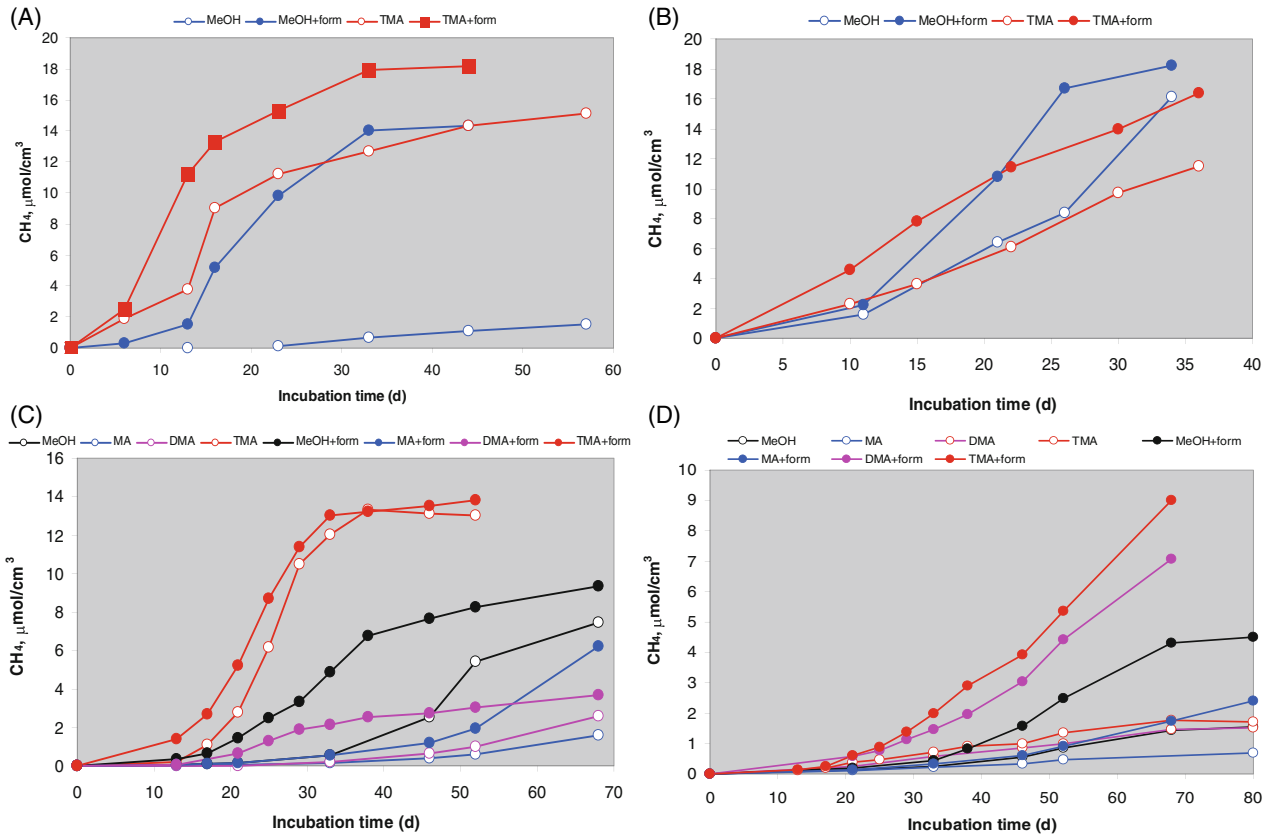 (A)
MeOH MeOH+form TMA TMA+form
20
18
16
14
12
10
8
6
4
2
0
CH₄, μmol/cm³
0 10 20 30 40 50 60
Incubation time (d)
(B)
MeOH MeOH+form TMA TMA+form
20
18
16
14
12
10
8
6
4
2
0
CH₄, μmol/cm³
0 5 10 15 20 25 30 35 40
Incubation time (d)
(C)
MeOH MA DMA TMA MeOH+form MA+form DMA+form TMA+form
16
14
12
10
8
6
4
2
0
CH₄, μmol/cm³
0 10 20 30 40 50 60 70
Incubation time (d)
(D)
MeOH MA DMA TMA MeOH+form
MA+form DMA+form TMA+form
10
9
8
7
6
5
4
3
2
1
0
CH₄, μmol/cm³
0 10 20 30 40 50 60 70 80
Incubation time (d)